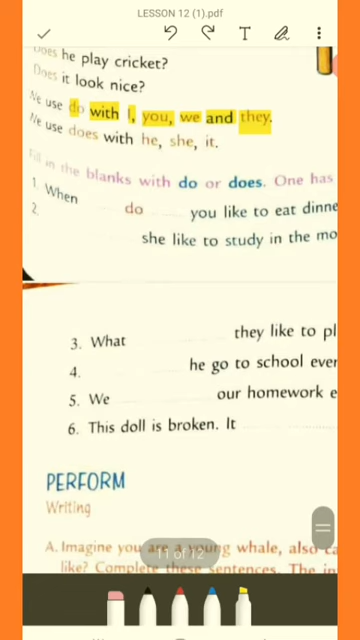 LESSON 12 (1).pdf
Does he play cricket?
Does it look nice?
We use do with I, you, we and they.
We use does with he, she, it.
Fill in the blanks with do or does. One has
1. When do you like to eat dinne
2. she like to study in the mo
3. What they like to pl
4. he go to school ever
5. We our homework e
6. This doll is broken. It
11 of 12
PERFORM
Writing
A. Imagine you are a young whale, also ca
like? Complete these sentences. The in